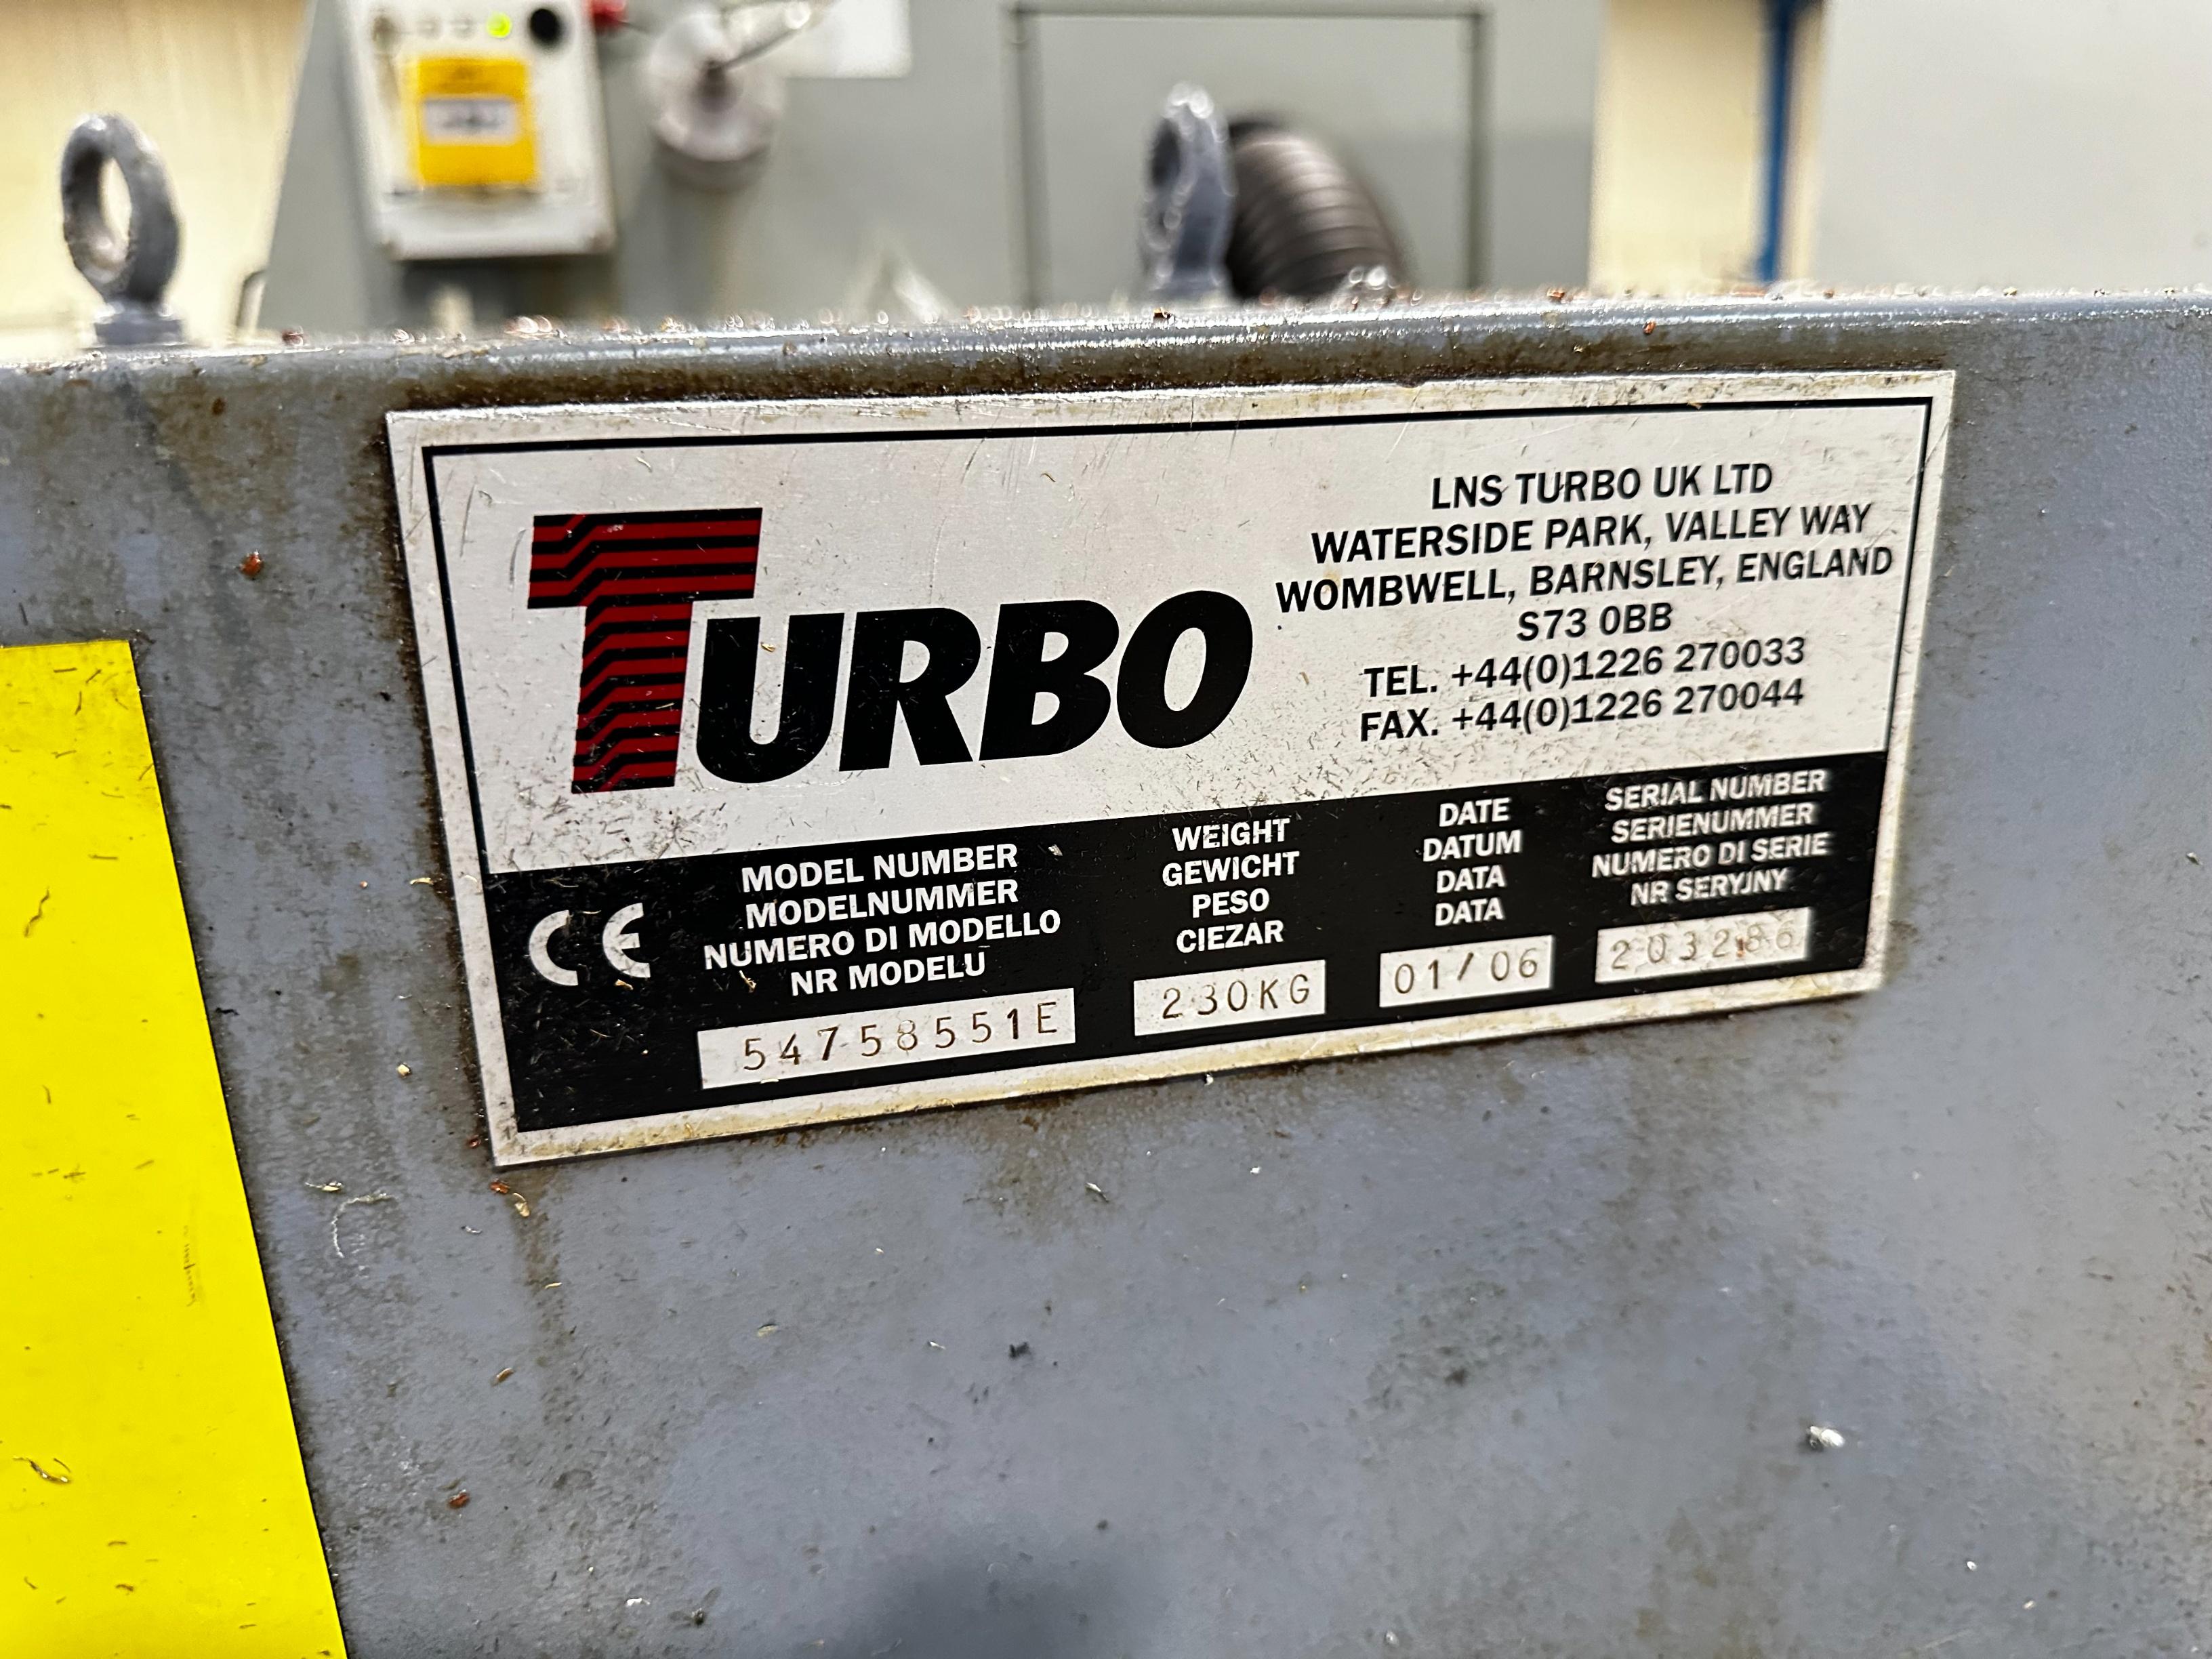 TURBO
LNS TURBO UK LTD
WATERSIDE PARK, VALLEY WAY
WOMBWELL, BARNSLEY, ENGLAND
S73 0BB
TEL. +44(0)1226 270033
FAX. +44(0)1226 270044
CE
MODEL NUMBER
MODELNUMMER
NUMERO DI MODELLO
NR MODELU
54758551E
WEIGHT
GEWICHT
PESO
CIEZAR
230KG
DATE
DATUM
DATA
DATA
01/06
SERIAL NUMBER
SERIENUMMER
NUMERO DI SERIE
NR SERYJNY